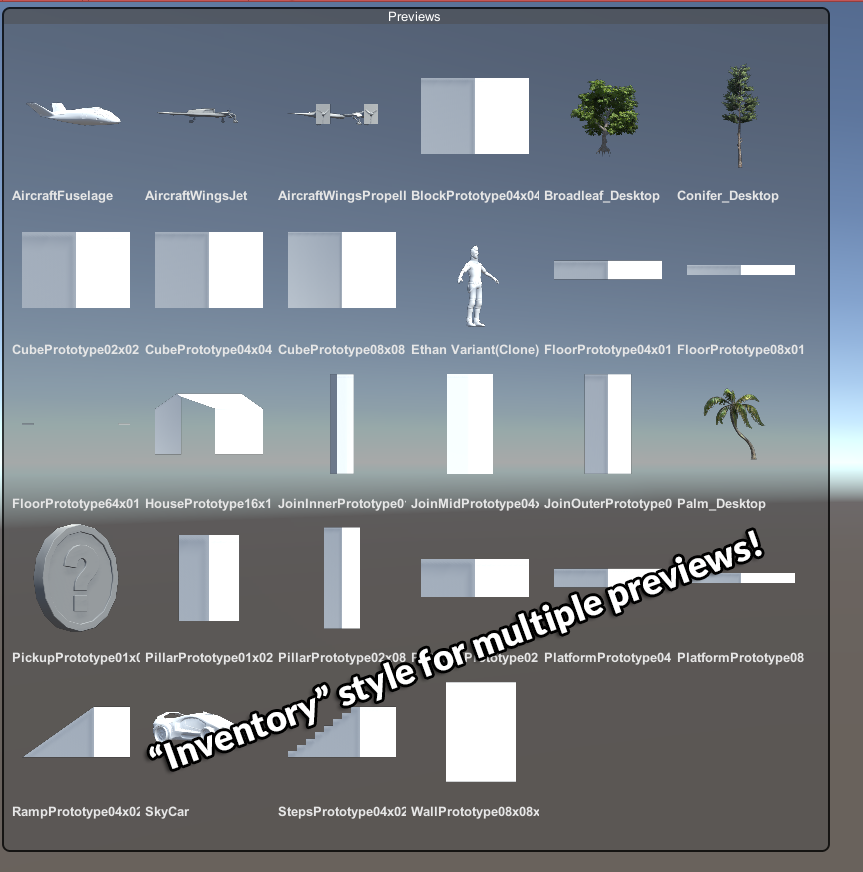 Previews
AircraftFuselage
AircraftWingsJet
AircraftWingsPropell
BlockPrototype04x04
Broadleaf_Desktop
Conifer_Desktop
CubePrototype02x02
CubePrototype04x04
CubePrototype08x08
Ethan Variant(Clone)
FloorPrototype04x01
FloorPrototype08x01
FloorPrototype64x01
HousePrototype16x1
JoinInnerPrototype0
JoinMidPrototype04x
JoinOuterPrototype0
Palm_Desktop
PickupPrototype01x0
PillarPrototype01x02
PillarPrototype02x08
PlatformPrototype04
PlatformPrototype08
"Inventory" style for multiple previews!
RampPrototype04x02
SkyCar
StepsPrototype04x02
WallPrototype08x08x